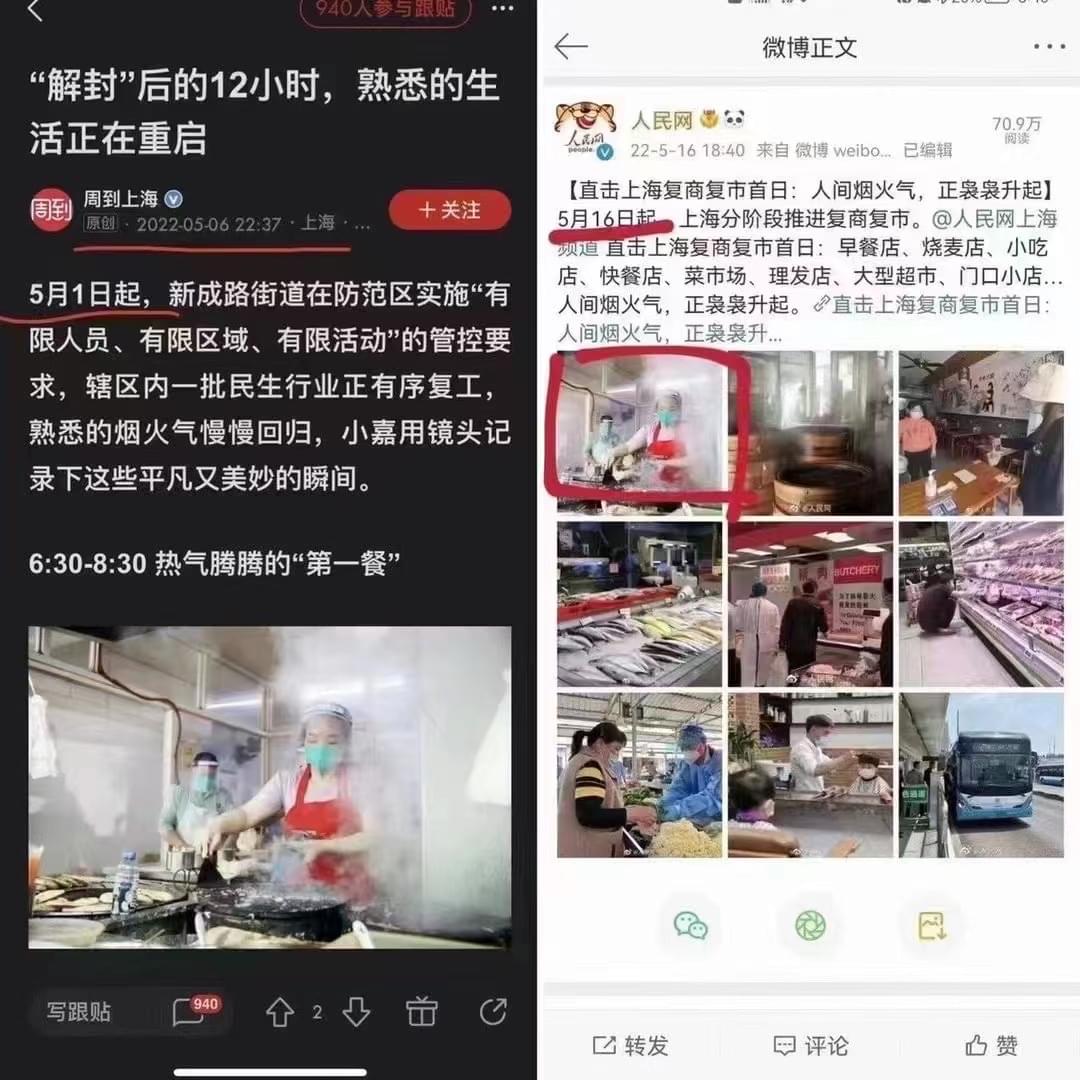 940人参与跟贴
“解封”后的12小时，熟悉的生
活正在重启
周到
周到上海
原创 · 2022-05-06 22:37 · 上海 · ...
＋关注
5月1日起，新成路街道在防范区实施“有
限人员、有限区域、有限活动”的管控要
求，辖区内一批民生行业正有序复工，
熟悉的烟火气慢慢回归，小嘉用镜头记
录下这些平凡又美妙的瞬间。
6:30-8:30 热气腾腾的“第一餐”
写跟贴
940
2
微博正文
人民网
people.
人民网
70.9万
阅读
22-5-16 18:40 来自 微博 weibo... 已编辑
【直击上海复商复市首日：人间烟火气，正袅袅升起】
5月16日起，上海分阶段推进复商复市。@人民网上海
频道 直击上海复商复市首日：早餐店、烧麦店、小吃
店、快餐店、菜市场、理发店、大型超市、门口小店...
人间烟火气，正袅袅升起。直击上海复商复市首日：
人间烟火气，正袅袅升...
@人民网
BUTCHERY
@人民网
转发
评论
赞